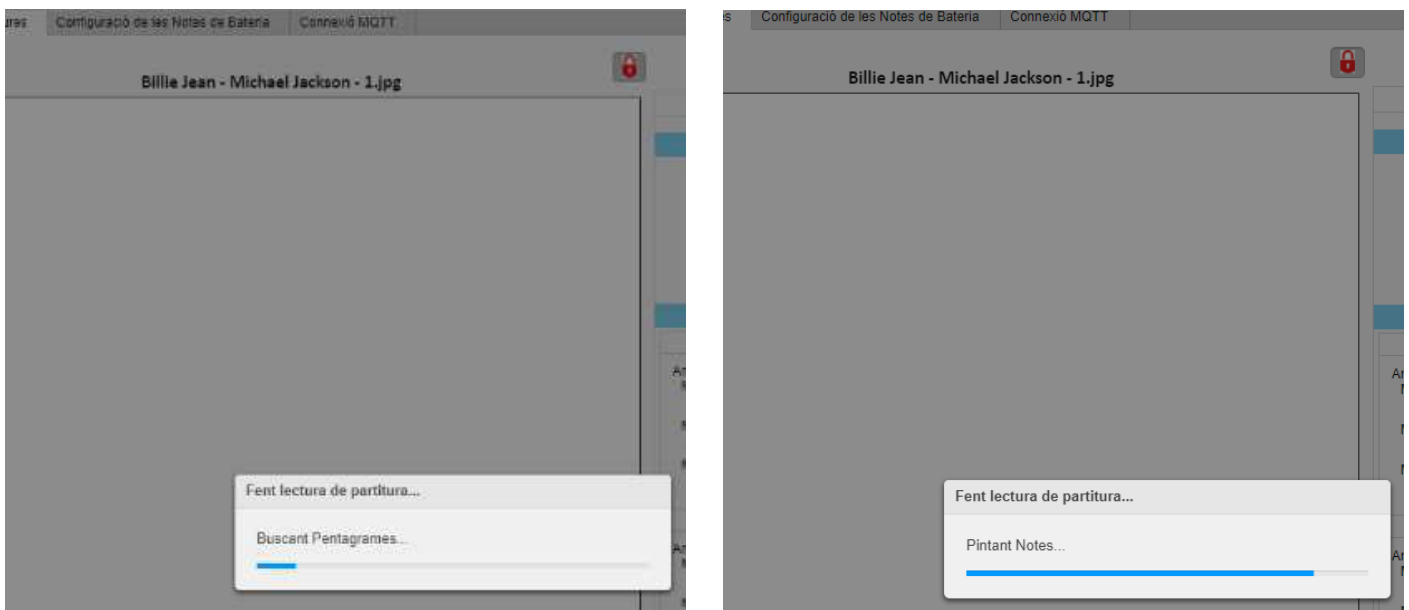 ures Configuració de les Notes de Bateria Connexió MQTT
Billie Jean - Michael Jackson - 1.jpg
Fent lectura de partitura...
Buscant Pentagrames...
s Configuració de les Notes de Bateria Connexió MQTT
Billie Jean - Michael Jackson - 1.jpg
Fent lectura de partitura...
Pintant Notes...